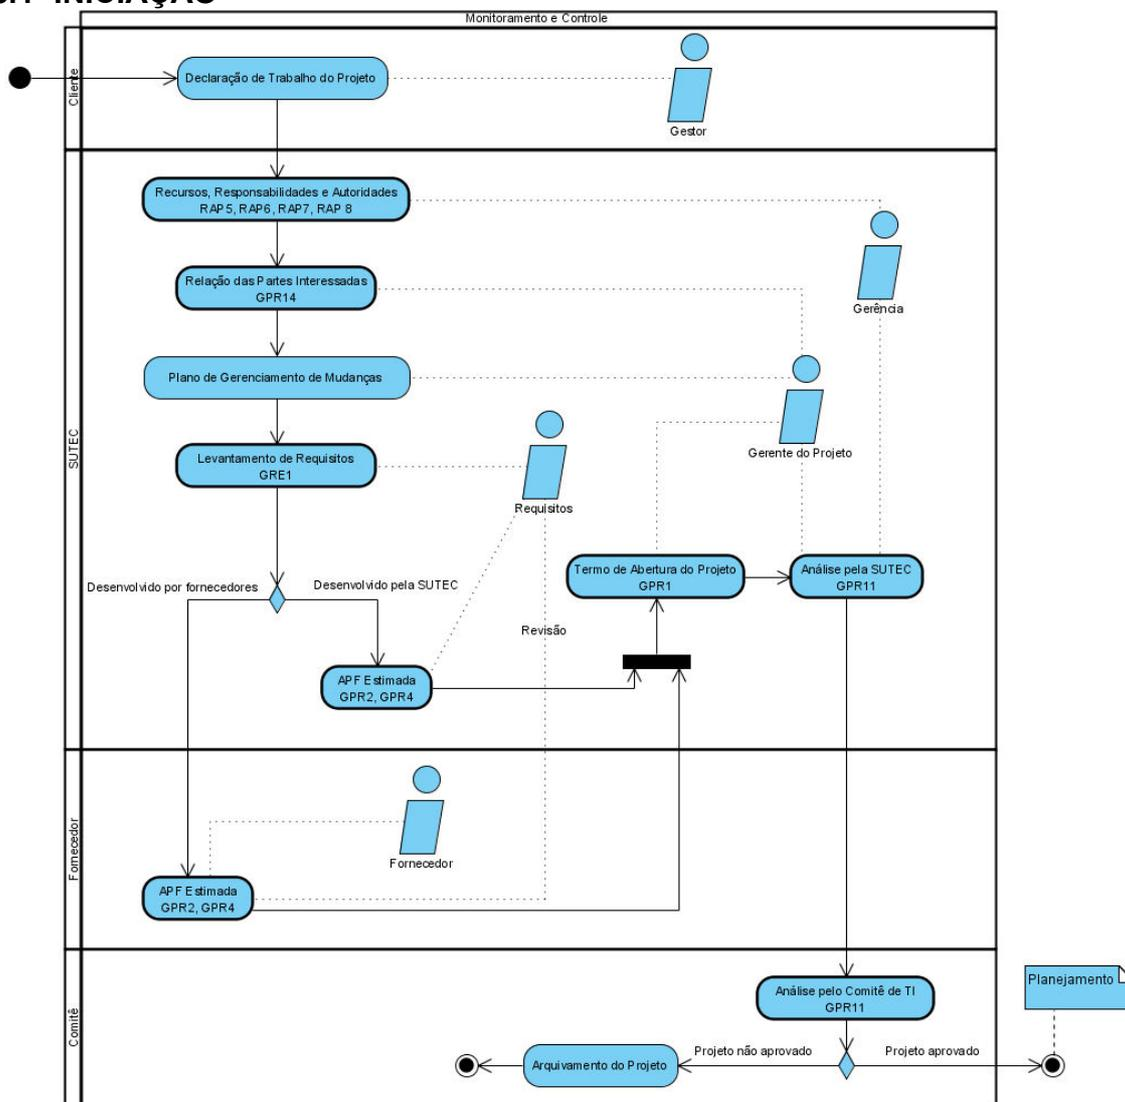 INICIAÇÃO
Monitoramento e Controle
Cliente
Declaração de Trabalho do Projeto
Gestor
SUTEC
Recursos, Responsabilidades e Autoridades
RAP5, RAP6, RAP7, RAP 8
Gerência
Relação das Partes Interessadas
GPR14
Plano de Gerenciamento de Mudanças
Gerente do Projeto
Levantamento de Requisitos
GRE1
Requisitos
Desenvolvido por fornecedores
Desenvolvido pela SUTEC
Termo de Abertura do Projeto
GPR1
Análise pela SUTEC
GPR11
Revisão
APF Estimada
GPR2, GPR4
Fornecedor
Fornecedor
APF Estimada
GPR2, GPR4
Comitê
Análise pelo Comitê de TI
GPR11
Planejamento
Projeto não aprovado
Projeto aprovado
Arquivamento do Projeto